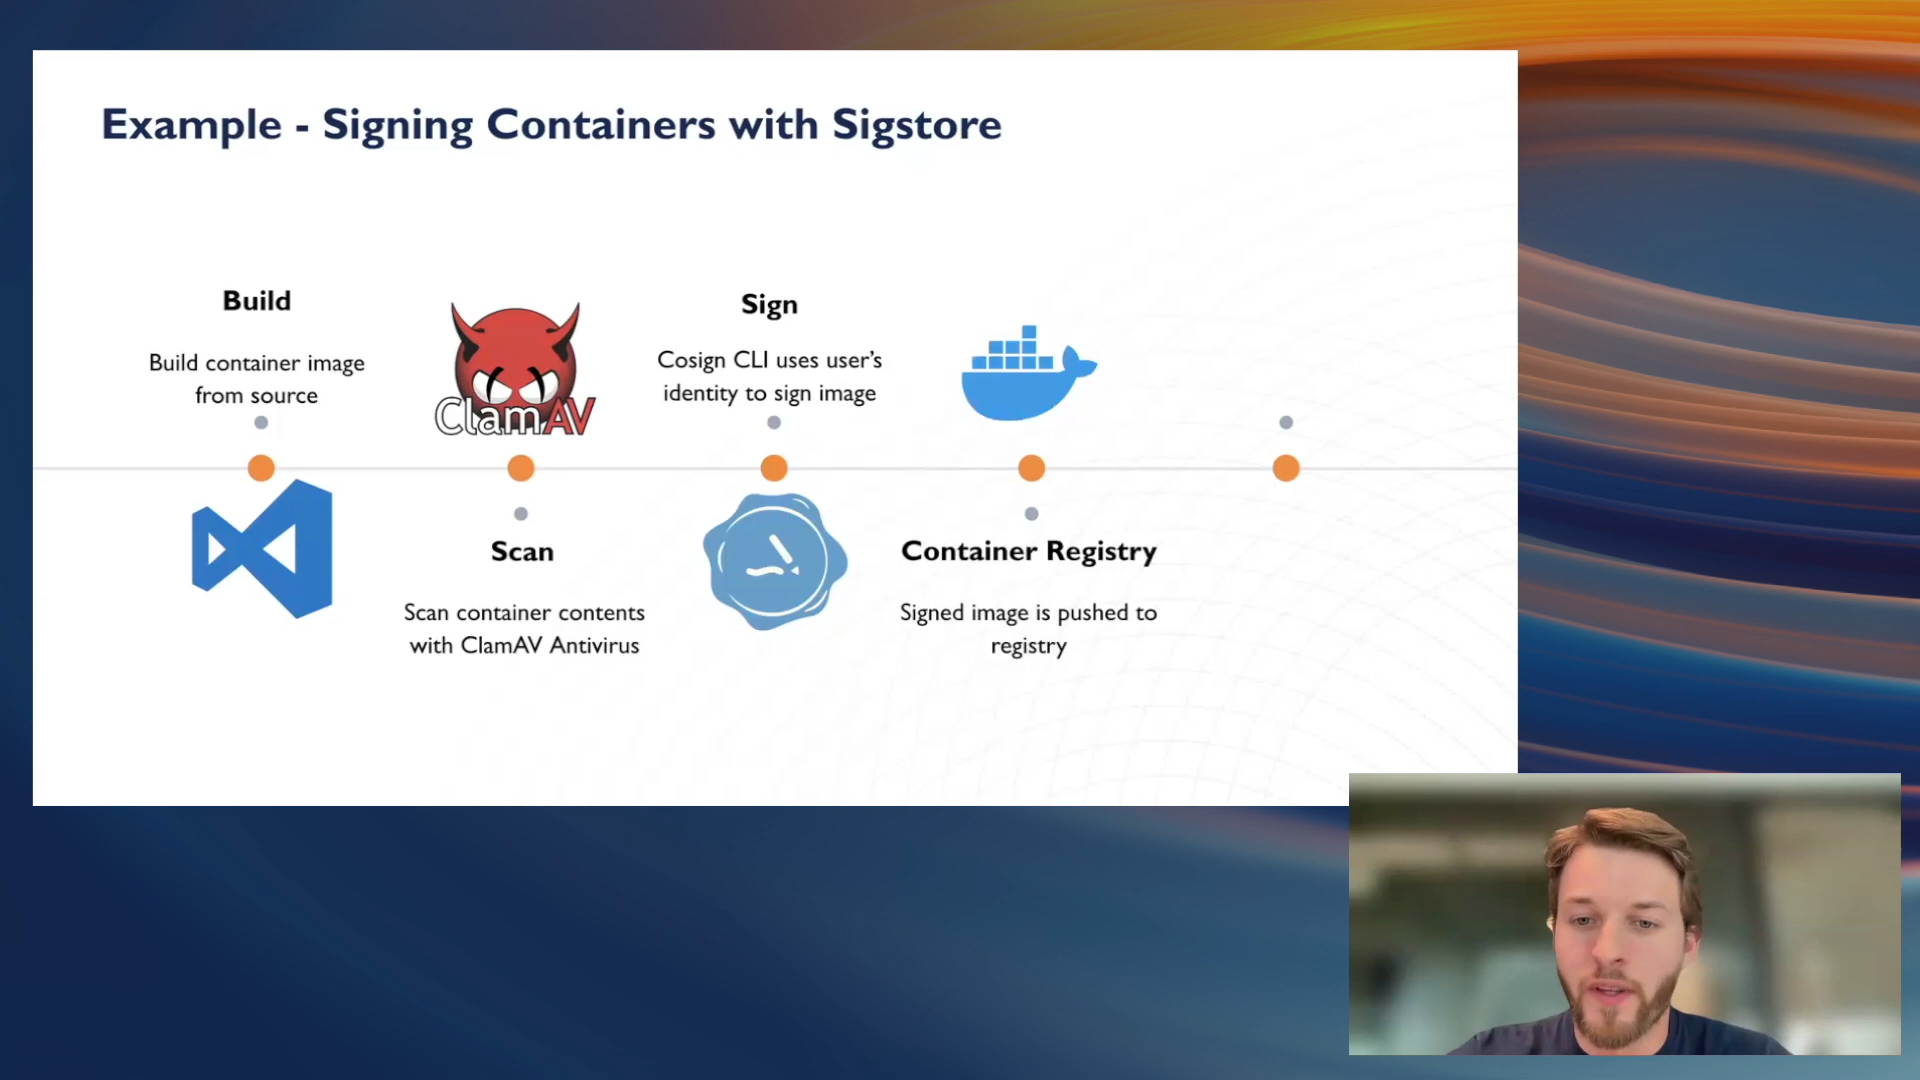 Example - Signing Containers with Sigstore
Build
Build container image
from source
ClamAV
Scan
Scan container contents
with ClamAV Antivirus
Sign
Cosign CLI uses user's
identity to sign image
Container Registry
Signed image is pushed to
registry